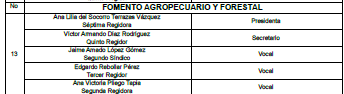 No FOMENTO AGROPECUARIO Y FORESTAL
Ana Lilia del Socorro Terrazas Vázquez
Séptima Regidora
Presidenta
Víctor Armando Díaz Rodríguez
Quinto Regidor
Secretario
13
Jaime Amado López Gómez
Segundo Síndico
Vocal
Edgardo Reboller Pérez
Tercer Regidor
Vocal
Ana Victoria Pliego Tapia
Segunda Regidora
Vocal